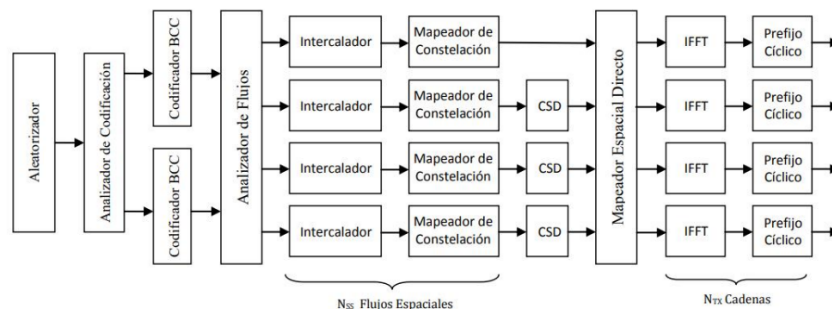 Aleatorizador
Analizador de Codificación
Codificador BCC
Codificador BCC
Analizador de Flujos
Intercalador
Mapeador de
Constelación
IFFT
Prefijo
Cíclico
Intercalador
Mapeador de
Constelación
CSD
IFFT
Prefijo
Cíclico
Intercalador
Mapeador de
Constelación
CSD
IFFT
Prefijo
Cíclico
Intercalador
Mapeador de
Constelación
CSD
IFFT
Prefijo
Cíclico
Mapeador Espacial Directo
NSS Flujos Espaciales
NTX Cadenas